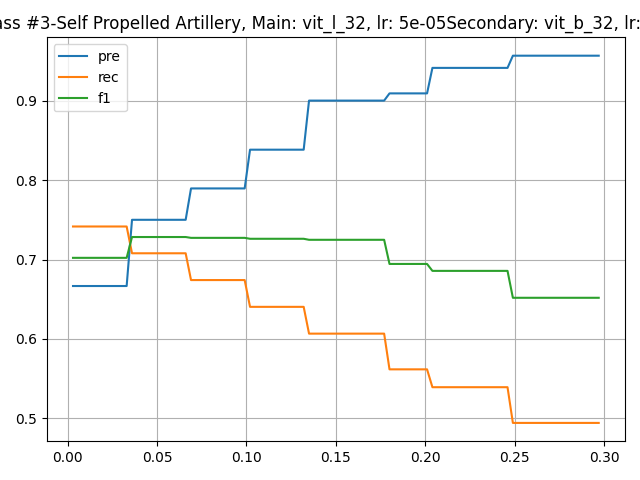 ass #3-Self Propelled Artillery, Main: vit_l_32, lr: 5e-05Secondary: vit_b_32, lr:
pre
rec
f1
0.9
0.8
0.7
0.6
0.5
0.00 0.05 0.10 0.15 0.20 0.25 0.30